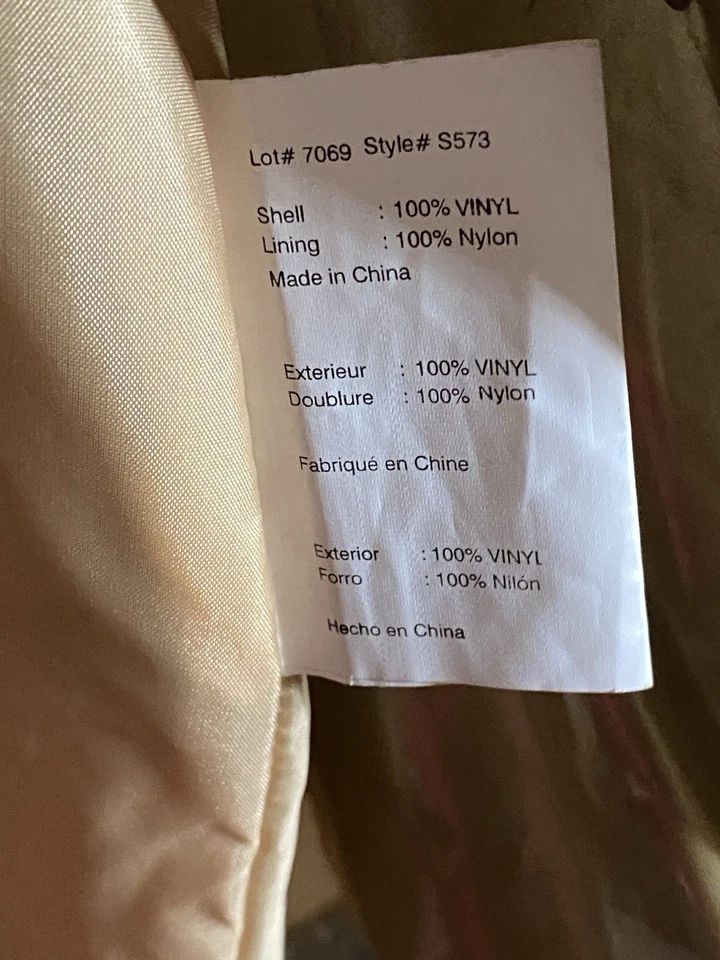 Lot# 7069 Style# S573
Shell : 100% VINYL
Lining : 100% Nylon
Made in China
Exterieur : 100% VINYL
Doublure : 100% Nylon
Fabriqué en Chine
Exterior : 100% VINYL
Forro : 100% Nilón
Hecho en China